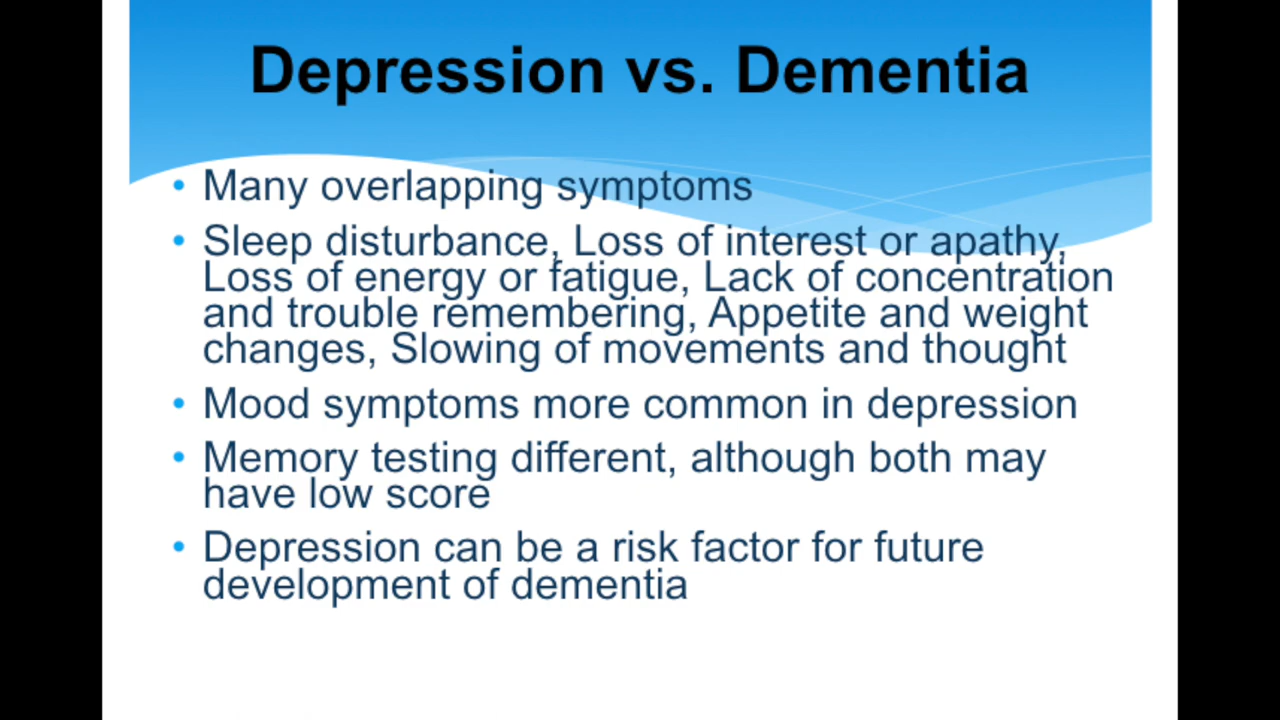 Depression vs. Dementia
• Many overlapping symptoms
• Sleep disturbance, Loss of interest or apathy,
Loss of energy or fatigue, Lack of concentration
and trouble remembering, Appetite and weight
changes, Slowing of movements and thought
• Mood symptoms more common in depression
• Memory testing different, although both may
have low score
• Depression can be a risk factor for future
development of dementia